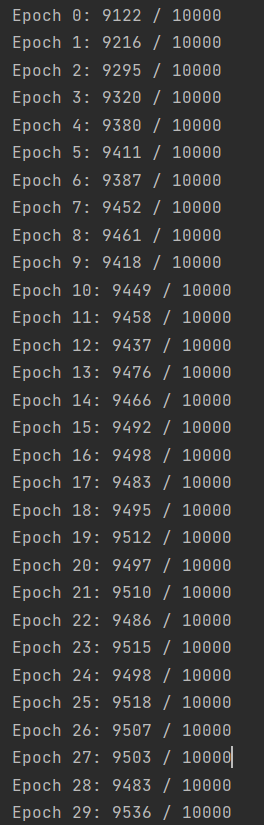 Epoch 0: 9122 / 10000
Epoch 1: 9216 / 10000
Epoch 2: 9295 / 10000
Epoch 3: 9320 / 10000
Epoch 4: 9380 / 10000
Epoch 5: 9411 / 10000
Epoch 6: 9387 / 10000
Epoch 7: 9452 / 10000
Epoch 8: 9461 / 10000
Epoch 9: 9418 / 10000
Epoch 10: 9449 / 10000
Epoch 11: 9458 / 10000
Epoch 12: 9437 / 10000
Epoch 13: 9476 / 10000
Epoch 14: 9466 / 10000
Epoch 15: 9492 / 10000
Epoch 16: 9498 / 10000
Epoch 17: 9483 / 10000
Epoch 18: 9495 / 10000
Epoch 19: 9512 / 10000
Epoch 20: 9497 / 10000
Epoch 21: 9510 / 10000
Epoch 22: 9486 / 10000
Epoch 23: 9515 / 10000
Epoch 24: 9498 / 10000
Epoch 25: 9518 / 10000
Epoch 26: 9507 / 10000
Epoch 27: 9503 / 10000
Epoch 28: 9483 / 10000
Epoch 29: 9536 / 10000